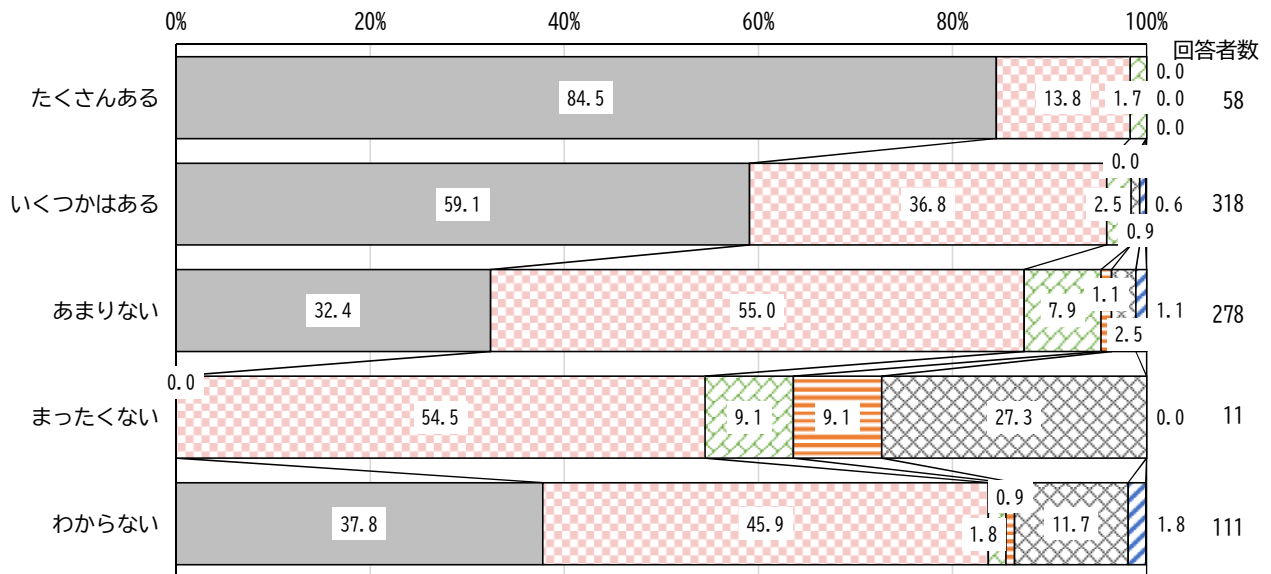 0% 20% 40% 60% 80% 100%
回答者数
たくさんある 84.5 13.8 1.7 0.0 0.0 0.0 58
いくつかはある 59.1 36.8 2.5 0.0 0.9 0.6 318
あまりない 32.4 55.0 7.9 1.1 2.5 1.1 278
まったくない 0.0 54.5 9.1 9.1 27.3 0.0 11
わからない 37.8 45.9 1.8 0.9 11.7 1.8 111